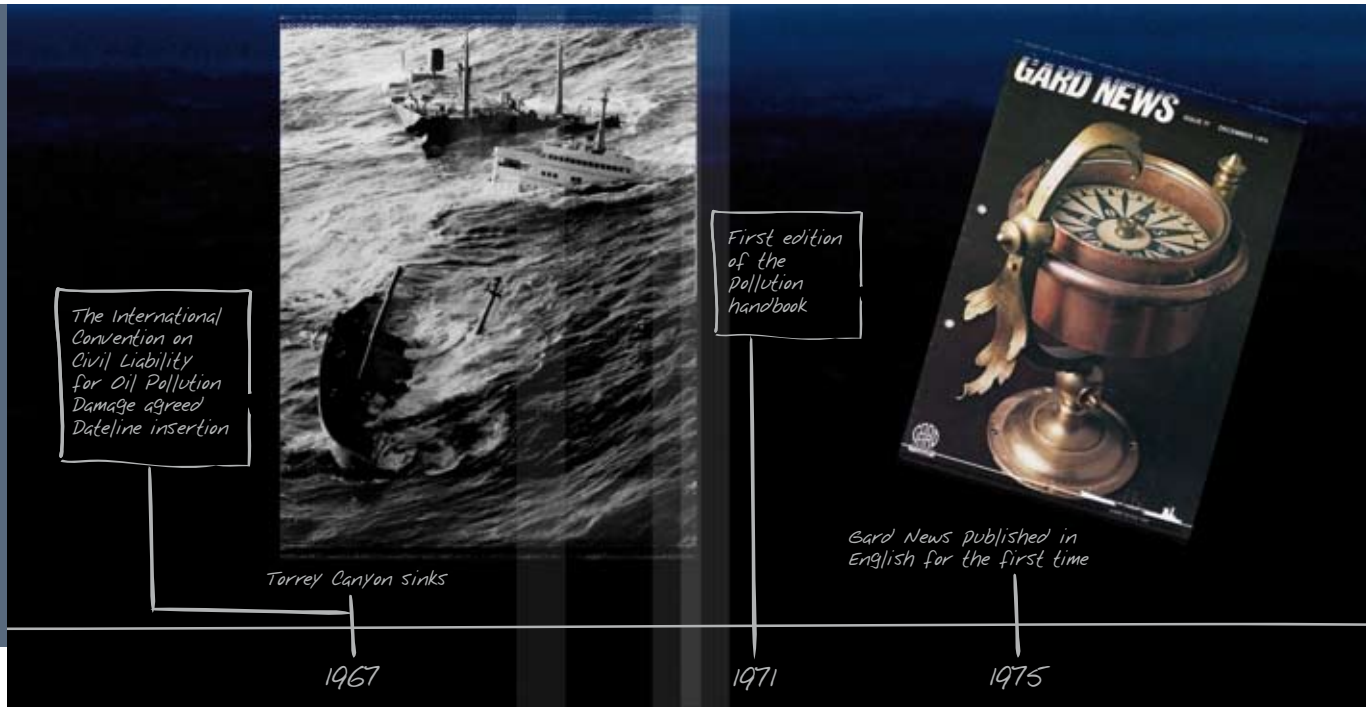 The International
Convention on
Civil Liability
for Oil Pollution
Damage agreed
Dateline insertion
Torrey Canyon sinks
1967
First edition
of the
Pollution
handbook
1971
GARD NEWS
DECEMBER
Gard News Published in
English for the first time
1975